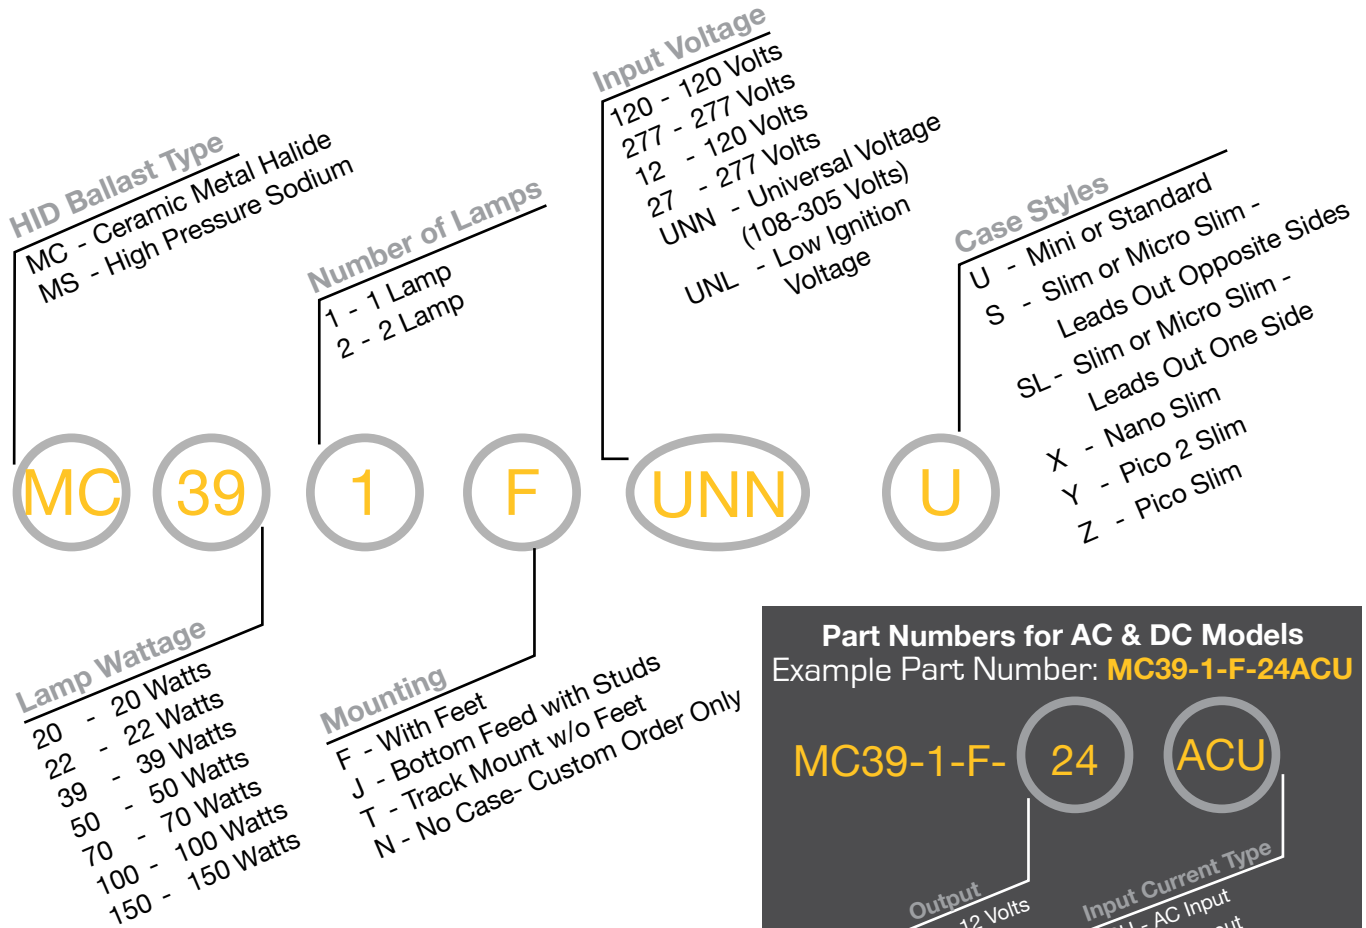 HID Ballast Type
MC - Ceramic Metal Halide
MS - High Pressure Sodium
Number of Lamps
1 - 1 Lamp
2 - 2 Lamp
Input Voltage
120 - 120 Volts
277 - 277 Volts
12 - 120 Volts
27 - 277 Volts
UNN - Universal Voltage
(108-305 Volts)
UNL - Low Ignition
Voltage
Case Styles
U - Mini or Standard
S - Slim or Micro Slim -
Leads Out Opposite Sides
SL - Slim or Micro Slim -
Leads Out One Side
X - Nano Slim
Y - Pico 2 Slim
Z - Pico Slim
MC 39 1 F UNN U
Lamp Wattage
20 - 20 Watts
22 - 22 Watts
39 - 39 Watts
50 - 50 Watts
70 - 70 Watts
100 - 100 Watts
150 - 150 Watts
Mounting
F - With Feet
J - Bottom Feed with Studs
T - Track Mount w/o Feet
N - No Case- Custom Order Only
Part Numbers for AC & DC Models
Example Part Number: MC39-1-F-24ACU
MC39-1-F- 24 ACU
Output
12 Volts
Input Current Type
- AC Input